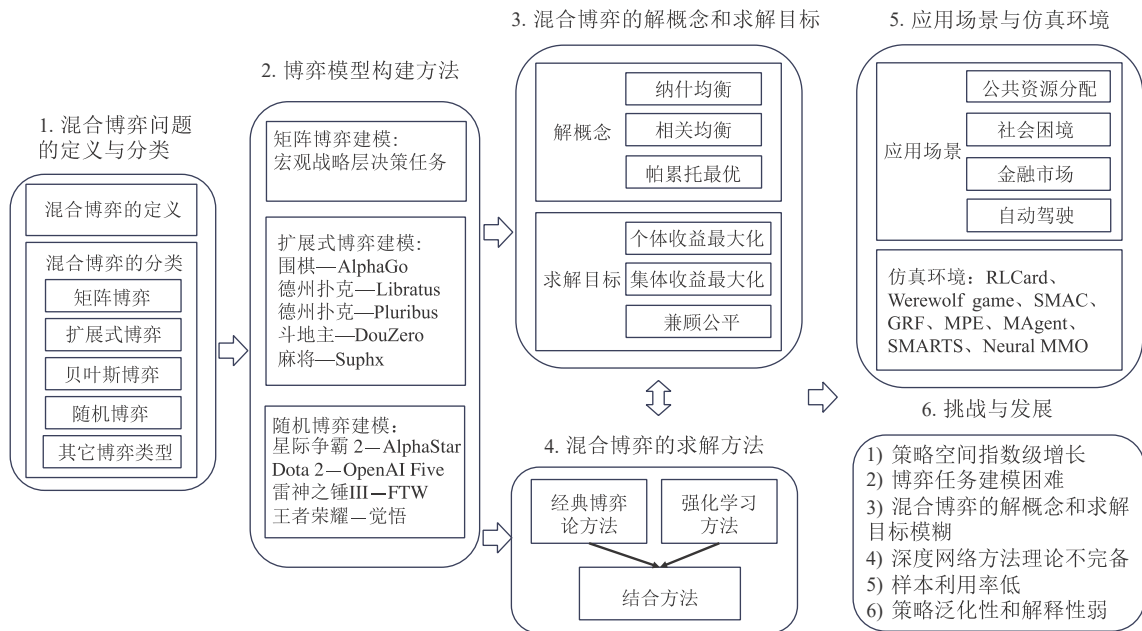 1. 混合博弈问题
的定义与分类
混合博弈的定义
混合博弈的分类
矩阵博弈
扩展式博弈
贝叶斯博弈
随机博弈
其它博弈类型
2. 博弈模型构建方法
矩阵博弈建模:
宏观战略层决策任务
扩展式博弈建模:
围棋—AlphaGo
德州扑克—Libratus
德州扑克—Pluribus
斗地主—DouZero
麻将—Suphx
随机博弈建模:
星际争霸 2—AlphaStar
Dota 2—OpenAI Five
雷神之锤III—FTW
王者荣耀—觉悟
3. 混合博弈的解概念和求解目标
解概念
纳什均衡
相关均衡
帕累托最优
求解目标
个体收益最大化
集体收益最大化
兼顾公平
4. 混合博弈的求解方法
经典博弈
论方法
强化学习
方法
结合方法
5. 应用场景与仿真环境
应用场景
公共资源分配
社会困境
金融市场
自动驾驶
仿真环境：RLCard、
Werewolf game、SMAC、
GRF、MPE、MAgent、
SMARTS、Neural MMO
6. 挑战与发展
1) 策略空间指数级增长
2) 博弈任务建模困难
3) 混合博弈的解概念和求解
目标模糊
4) 深度网络方法理论不完备
5) 样本利用率低
6) 策略泛化性和解释性弱